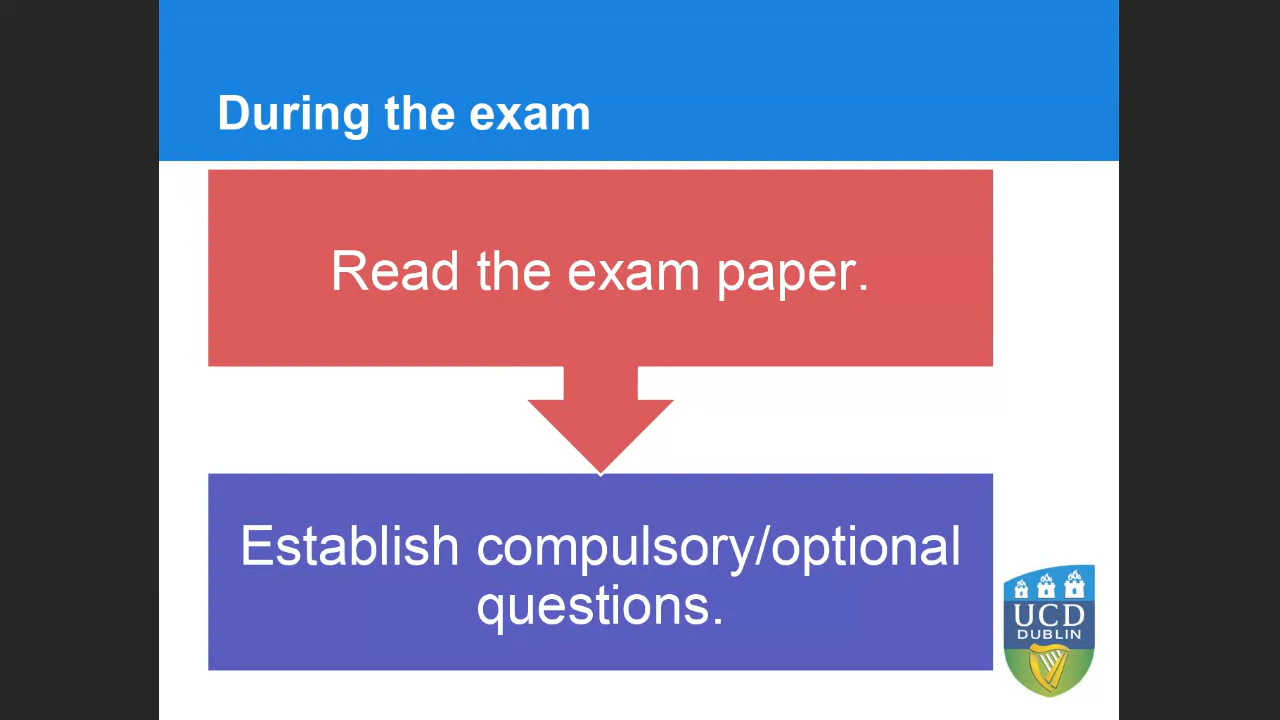 During the exam
Read the exam paper.
Establish compulsory/optional
questions.
UCD
DUBLIN